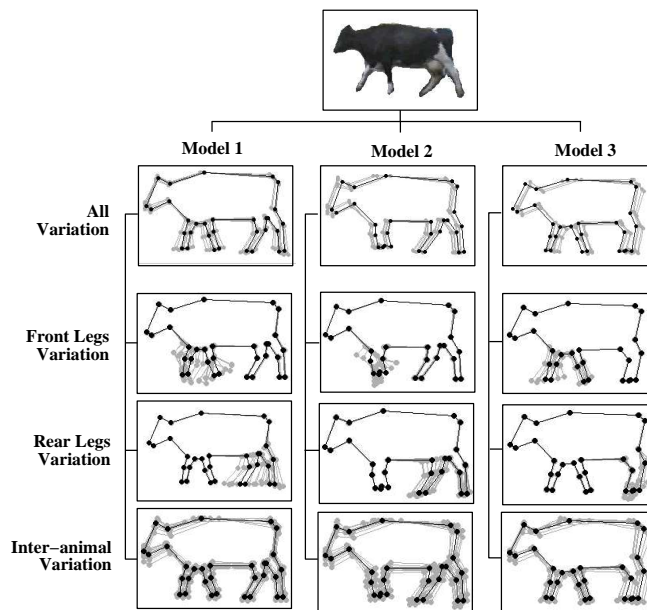 Model 1
Model 2
Model 3
All
Variation
Front Legs
Variation
Rear Legs
Variation
Inter−animal
Variation